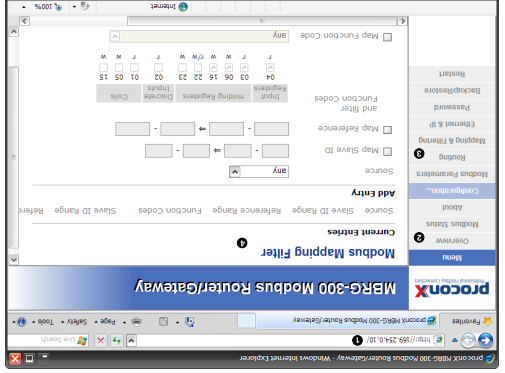 proconX MBRG-300 Modbus Router/Gateway - Windows Internet Explorer
http://169.254.0.10/
1
Live Search
Favorites
proconX MBRG-300 Modbus Router/Gateway
Page
Safety
Tools
proconX
Professional Fieldbus Connections
MBRG-300 Modbus Router/Gateway
Menu
Overview
2
Modbus Status
About
Configuration...
Modbus Parameters
Routing
3
Mapping & Filtering
Ethernet & IP
Password
Backup/Restore
Restart
Modbus Mapping Filter
4
Current Entries
Source Slave ID Range Reference Range Function Codes Slave ID Range Refere
Add Entry
Source any
Map Slave ID - ⇒ -
Map Reference - ⇒ -
Function Codes and filter
Input Registers Holding Registers Discrete Inputs Coils
04 03 06 16 22 23 02 01 05 15
r r w w w r/w r r w w
Map Function Code any
Internet
100%